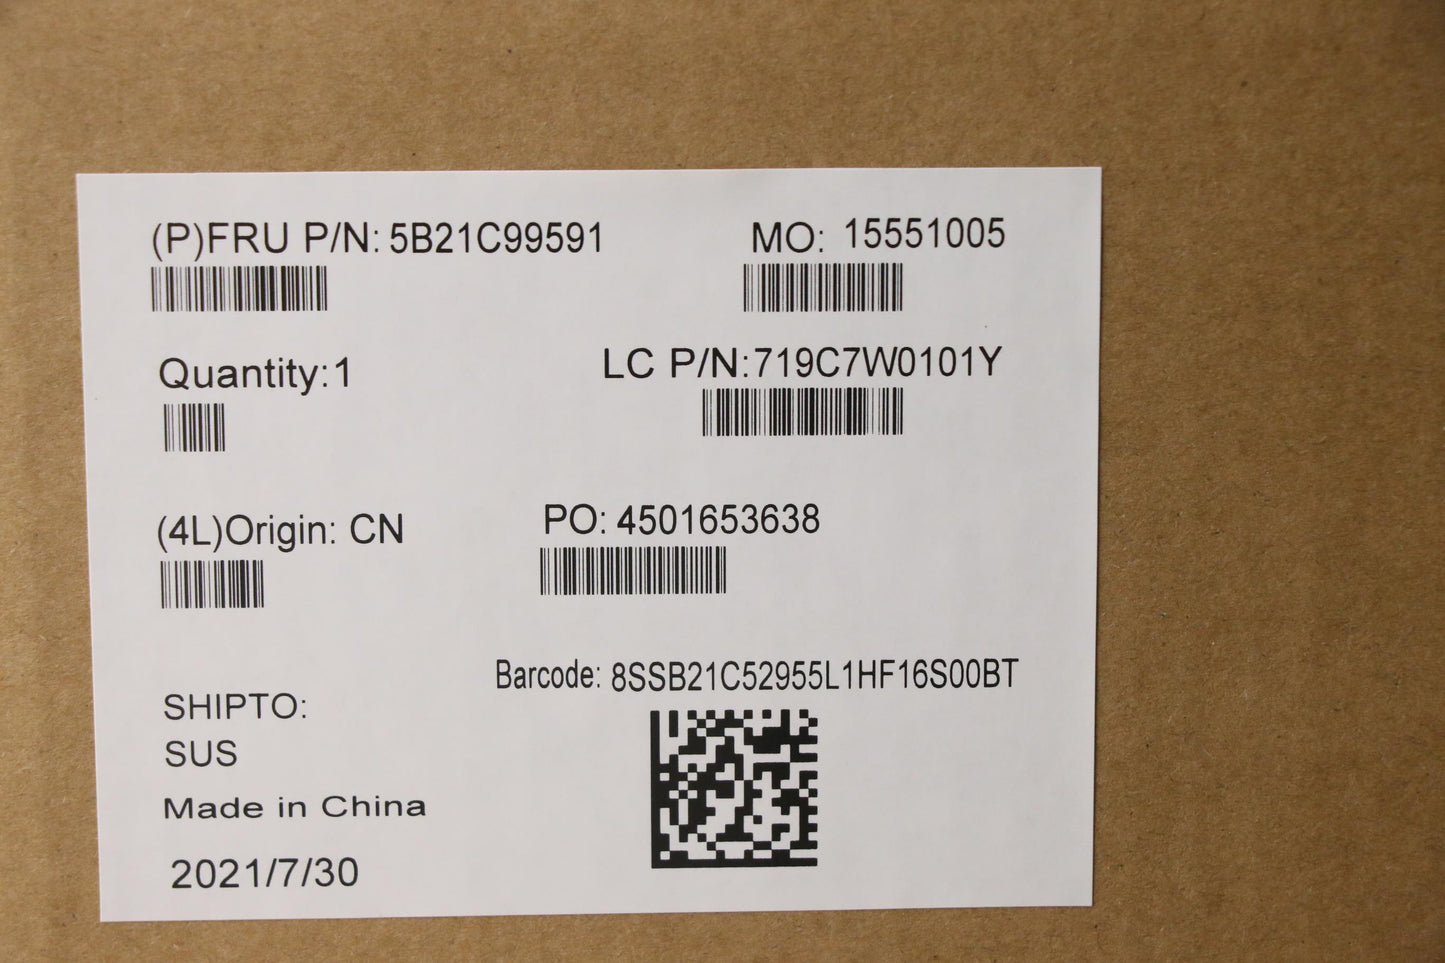 (P)FRU P/N: 5B21C99591 MO: 15551005
Quantity:1 LC P/N:719C7W0101Y
(4L)Origin: CN PO: 4501653638
Barcode: 8SSB21C52955L1HF16S00BT
SHIPTO:
SUS
Made in China
2021/7/30